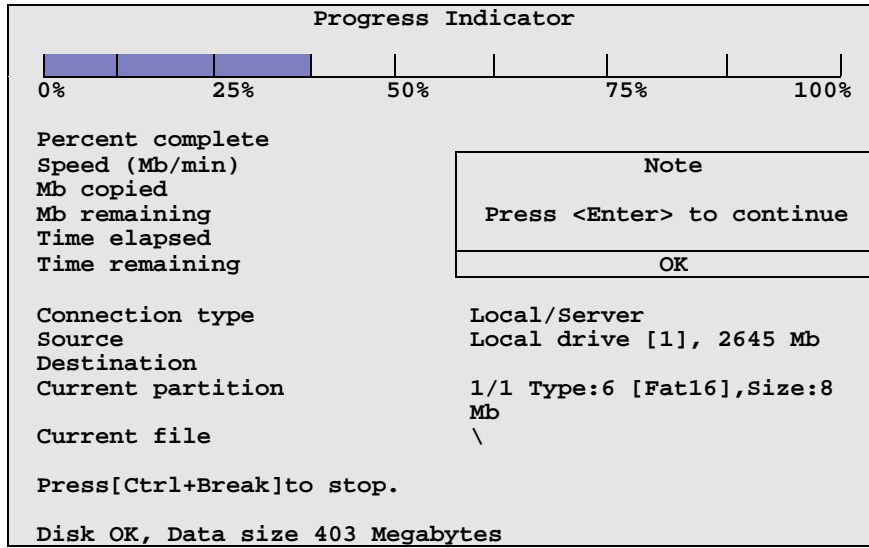 Progress Indicator
0% 25% 50% 75% 100%
Percent complete
Speed (Mb/min)
Mb copied
Mb remaining
Time elapsed
Time remaining
Note
Press <Enter> to continue
OK
Connection type Local/Server
Source Local drive [1], 2645 Mb
Destination
Current partition 1/1 Type:6 [Fat16],Size:8
Mb
Current file \
Press[Ctrl+Break]to stop.
Disk OK, Data size 403 Megabytes